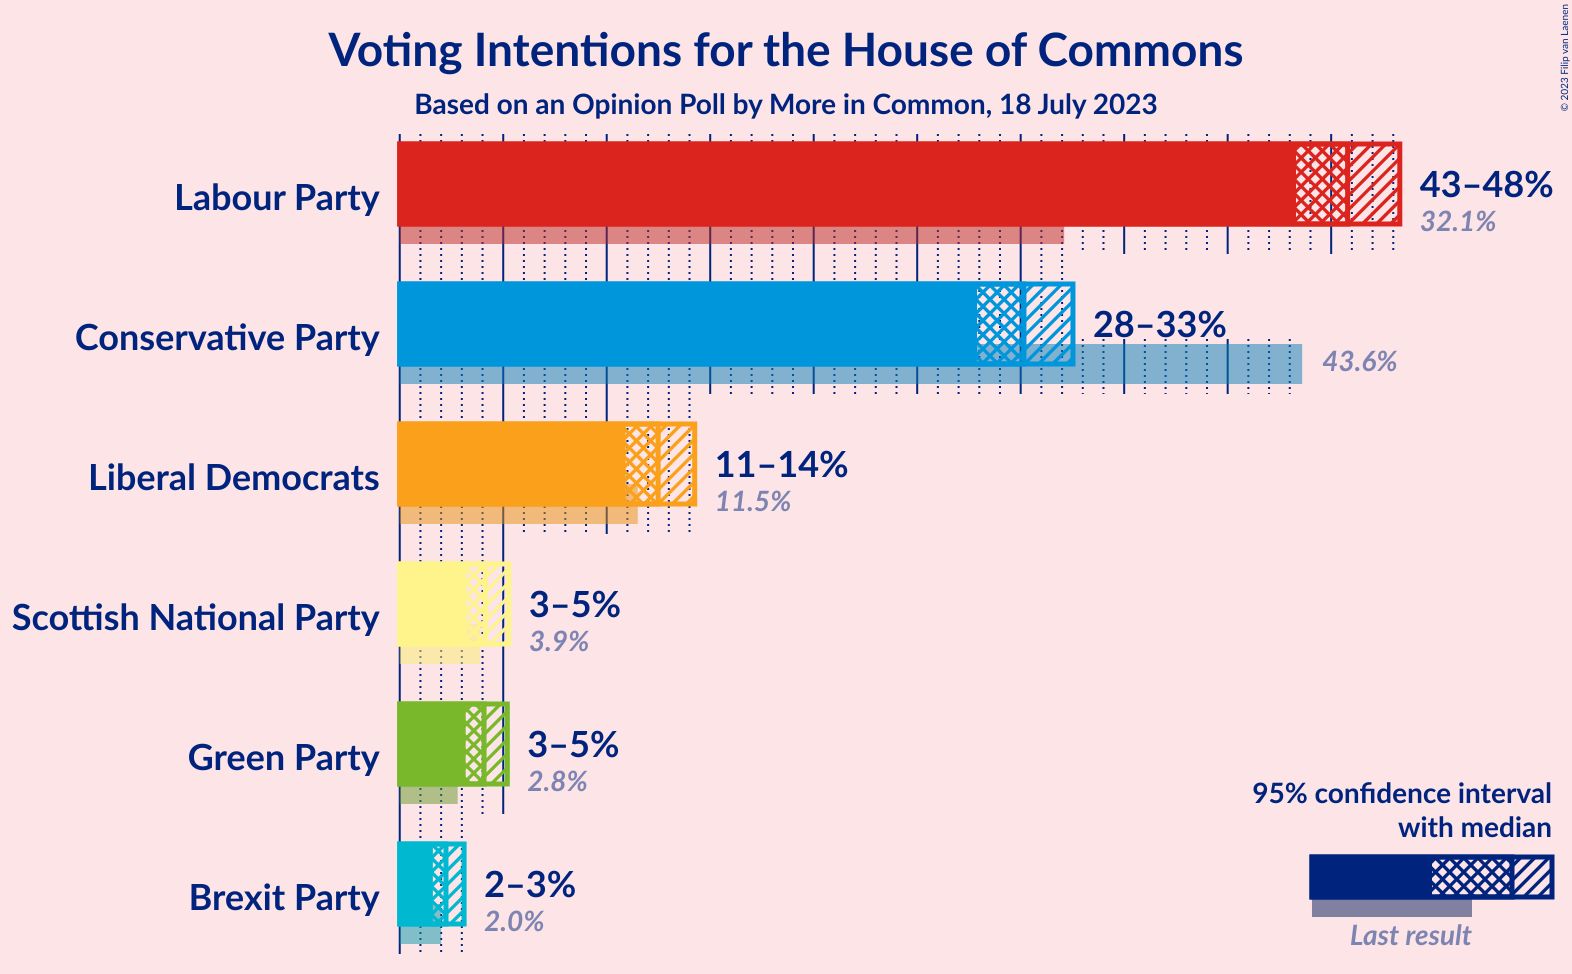 Voting Intentions for the House of Commons
Based on an Opinion Poll by More in Common, 18 July 2023
© 2023 Filip van Laenen
Labour Party
43–48%
32.1%
Conservative Party
28–33%
43.6%
Liberal Democrats
11–14%
11.5%
Scottish National Party
3–5%
3.9%
Green Party
3–5%
2.8%
Brexit Party
2–3%
2.0%
95% confidence interval
with median
Last result